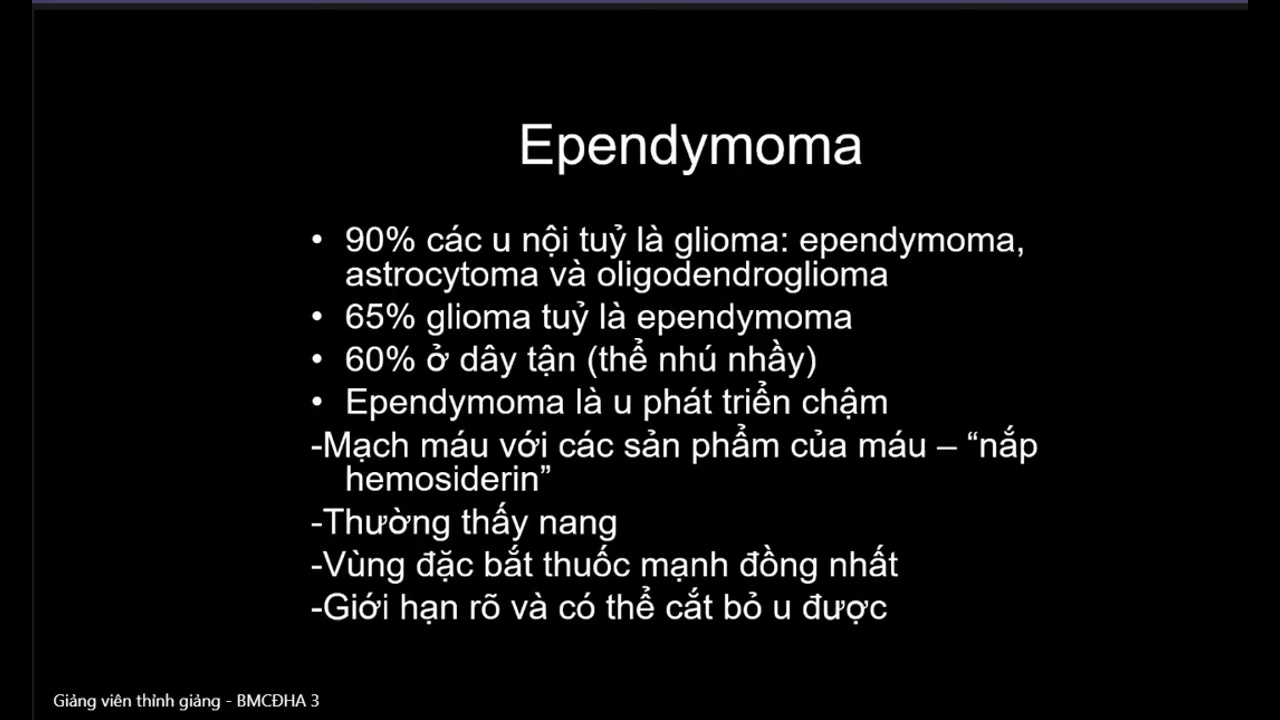 Ependymoma
• 90% các u nội tuỷ là glioma: ependymoma,
astrocytoma và oligodendroglioma
• 65% glioma tuỷ là ependymoma
• 60% ở dây tận (thể nhú nhầy)
• Ependymoma là u phát triển chậm
-Mạch máu với các sản phẩm của máu – “nắp
hemosiderin”
-Thường thấy nang
-Vùng đặc bắt thuốc mạnh đồng nhất
-Giới hạn rõ và có thể cắt bỏ u được
Giảng viên thỉnh giảng - BMCĐHA 3